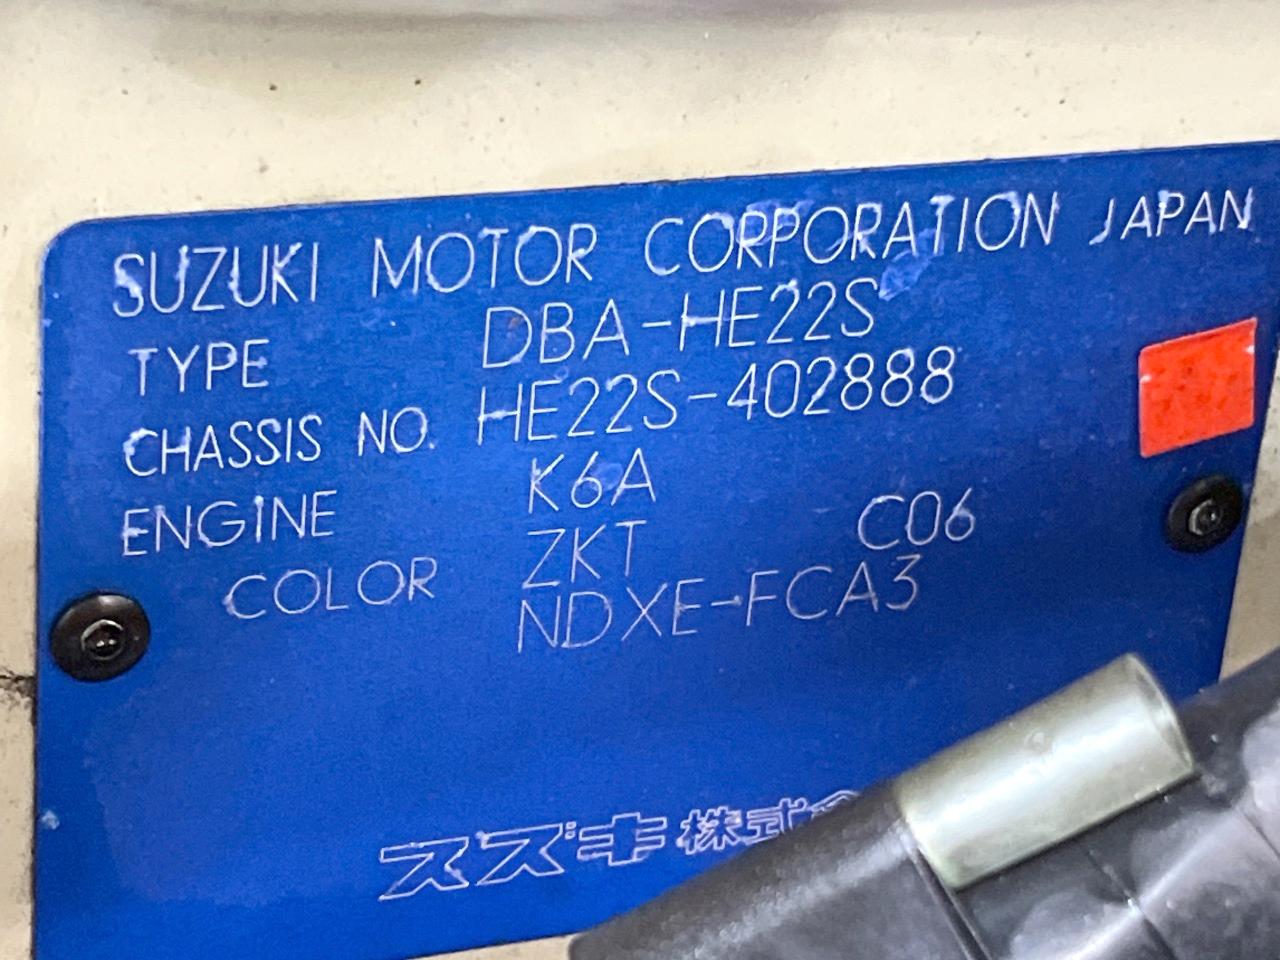 SUZUKI MOTOR CORPORATION JAPAN
TYPE DBA-HE22S
CHASSIS NO. HE22S-402888
ENGINE K6A
COLOR ZKT C06
NDXE-FCA3
スズキ株式会